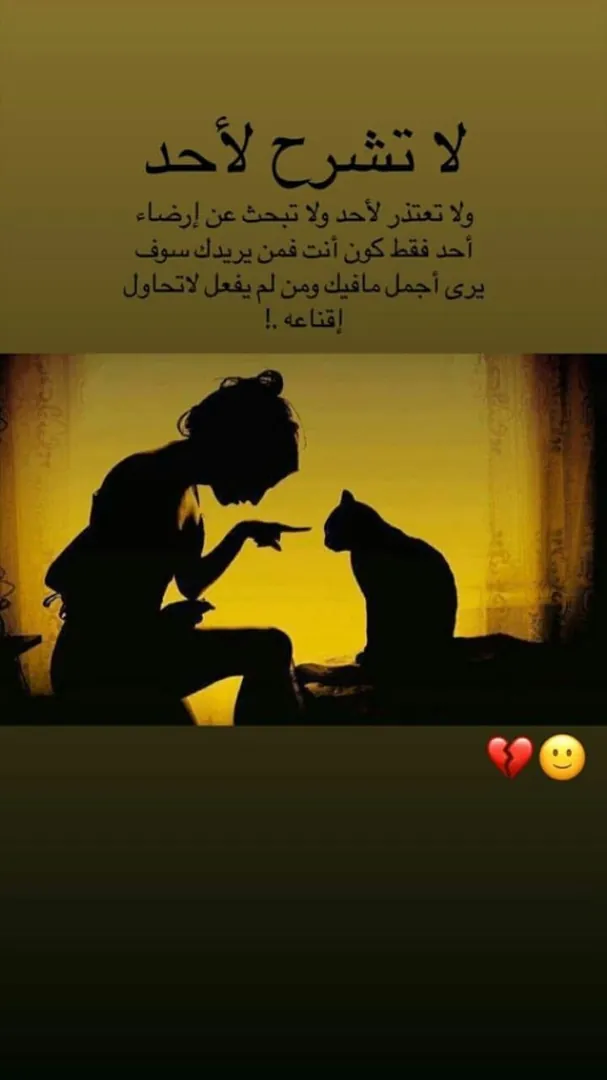 لا تشرح لأحد
ولا تعتذر لأحد ولا تبحث عن إرضاء
أحد فقط كون أنت فمن يريدك سوف
يرى أجمل مافيك ومن لم يفعل لاتحاول
إقناعه .!